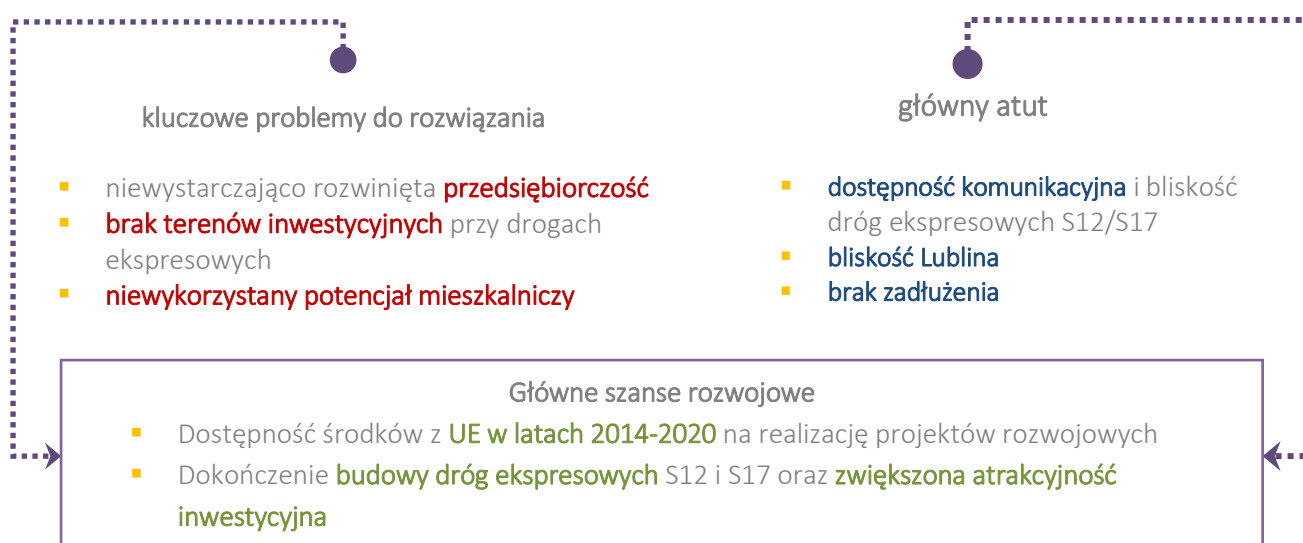 kluczowe problemy do rozwiązania
niewystarczająco rozwinięta przedsiębiorczość
brak terenów inwestycyjnych przy drogach
ekspresowych
niewykorzystany potencjał mieszkalniczy
główny atut
dostępność komunikacyjna i bliskość
dróg ekspresowych S12/S17
bliskość Lublina
brak zadłużenia
Główne szanse rozwojowe
Dostępność środków z UE w latach 2014-2020 na realizację projektów rozwojowych
Dokończenie budowy dróg ekspresowych S12 i S17 oraz zwiększona atrakcyjność
inwestycyjna